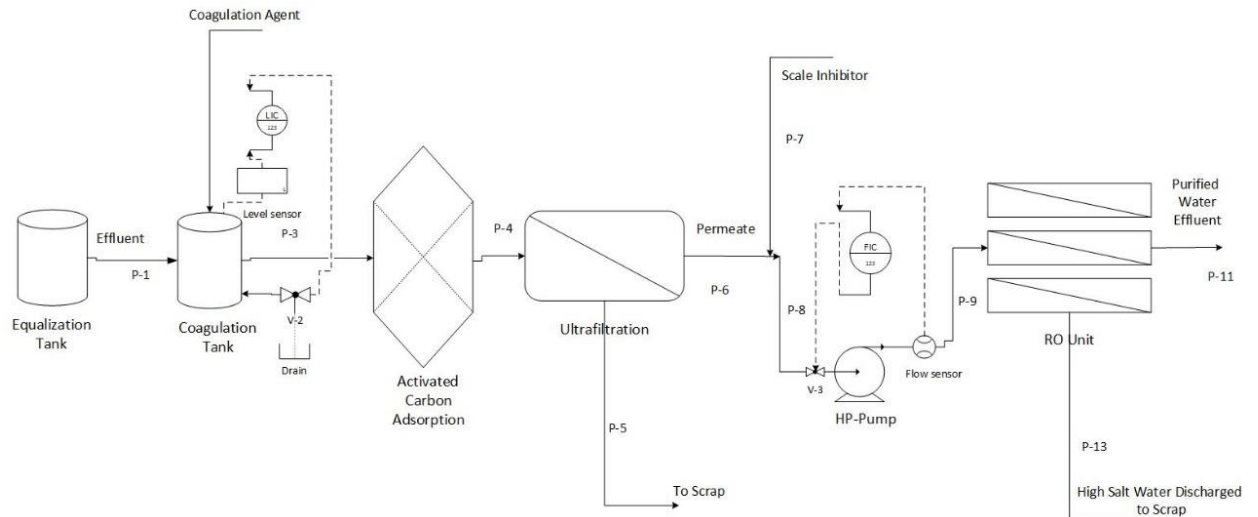 Coagulation Agent
Scale Inhibitor
LIC
123
P-7
L
Level sensor
P-3
Effluent
P-1
P-4
Permeate
P-6
FIC
123
Purified
Water
Effluent
P-11
P-9
P-8
V-2
V-3
Flow sensor
Equalization
Tank
Coagulation
Tank
Drain
Activated
Carbon
Adsorption
Ultrafiltration
HP-Pump
RO Unit
P-5
P-13
To Scrap
High Salt Water Discharged
to Scrap